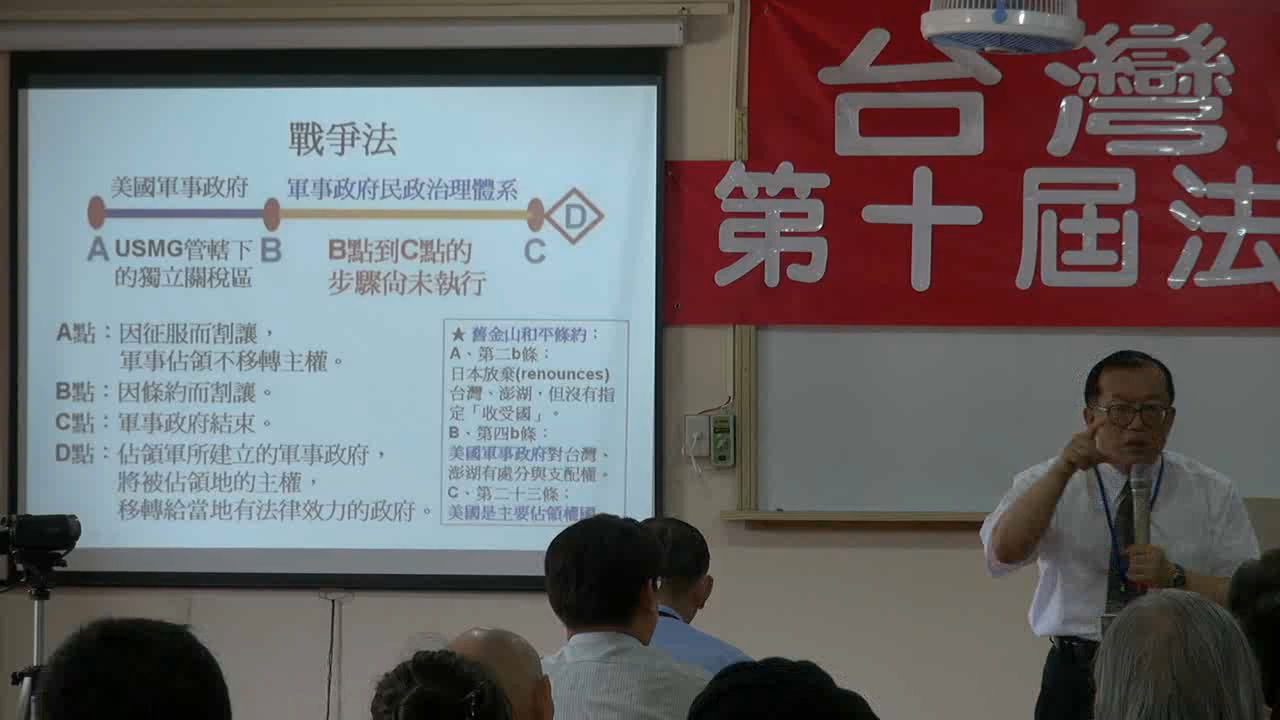 戰爭法
美國軍事政府 軍事政府民政治理體系
D
A USMG管轄下 B B點到C點的 C
的獨立關稅區 步驟尚未執行
A點：因征服而割讓，
軍事佔領不移轉主權。
B點：因條約而割讓。
C點：軍事政府結束。
D點：佔領軍所建立的軍事政府，
將被佔領地的主權，
移轉給當地有法律效力的政府。
★ 舊金山和平條約：
A、第二b條：
日本放棄(renounces)
台灣、澎湖，但沒有指
定「收受國」。
B、第四b條：
美國軍事政府對台灣、
澎湖有處分與支配權。
C、第二十三條：
美國是主要佔領權國
台灣
第十屆法